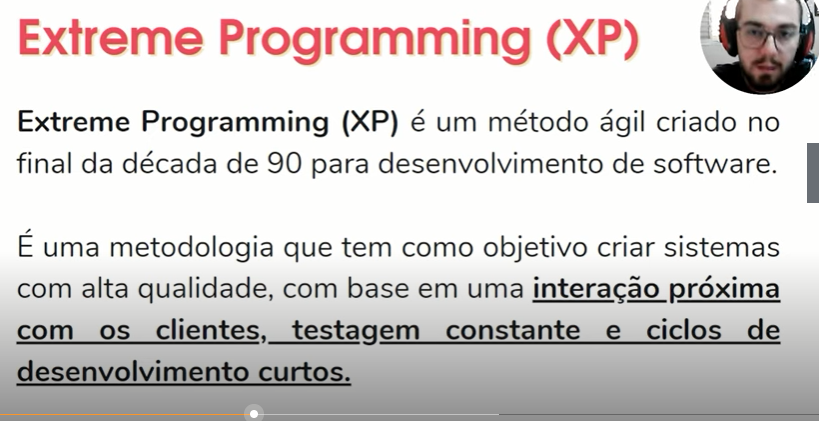 Extreme Programming (XP)
Extreme Programming (XP) é um método ágil criado no
final da década de 90 para desenvolvimento de software.
É uma metodologia que tem como objetivo criar sistemas
com alta qualidade, com base em uma interação próxima
com os clientes, testagem constante e ciclos de
desenvolvimento curtos.